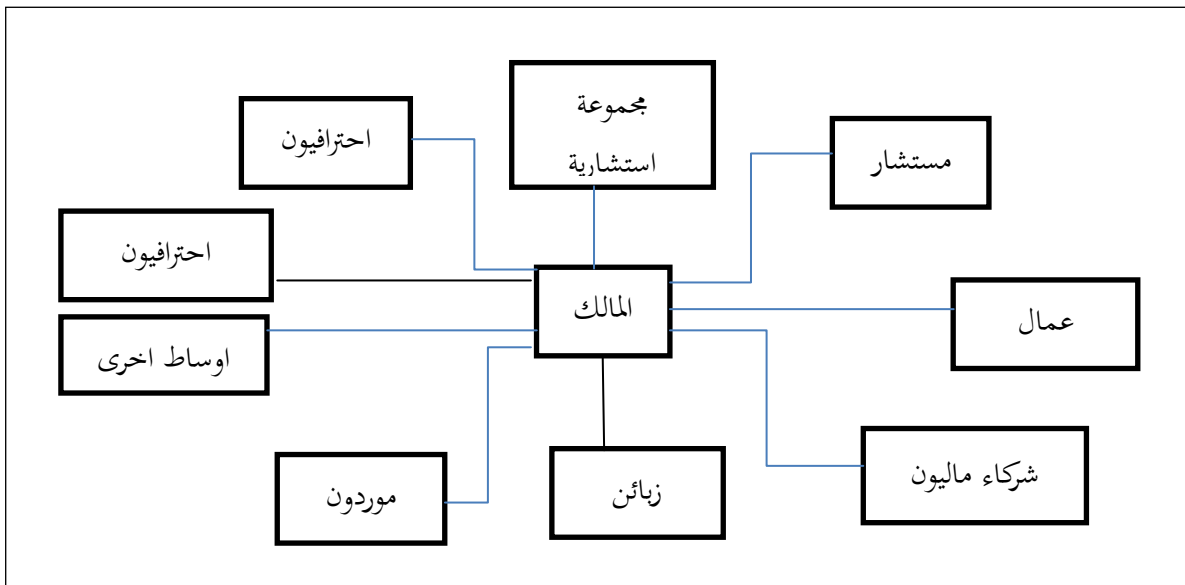 مجموعة
استشارية
احترافيون
مستشار
احترافيون
المالك
عمال
اوساط اخرى
شركاء ماليون
زبائن
موردون